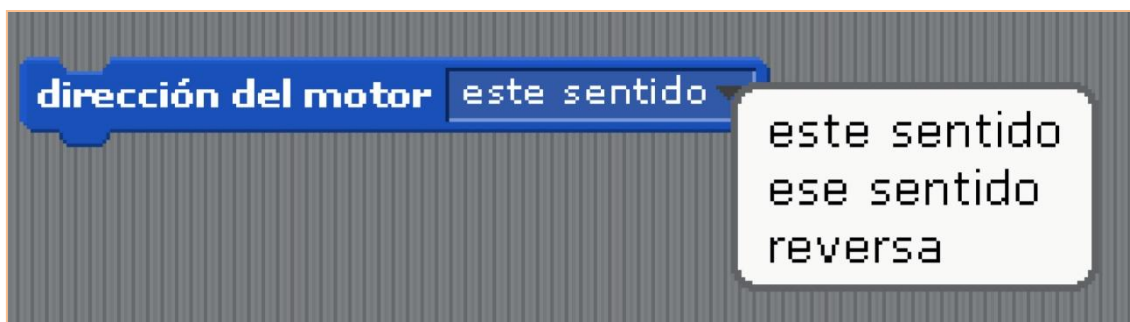 dirección del motor este sentido
este sentido
ese sentido
reversa